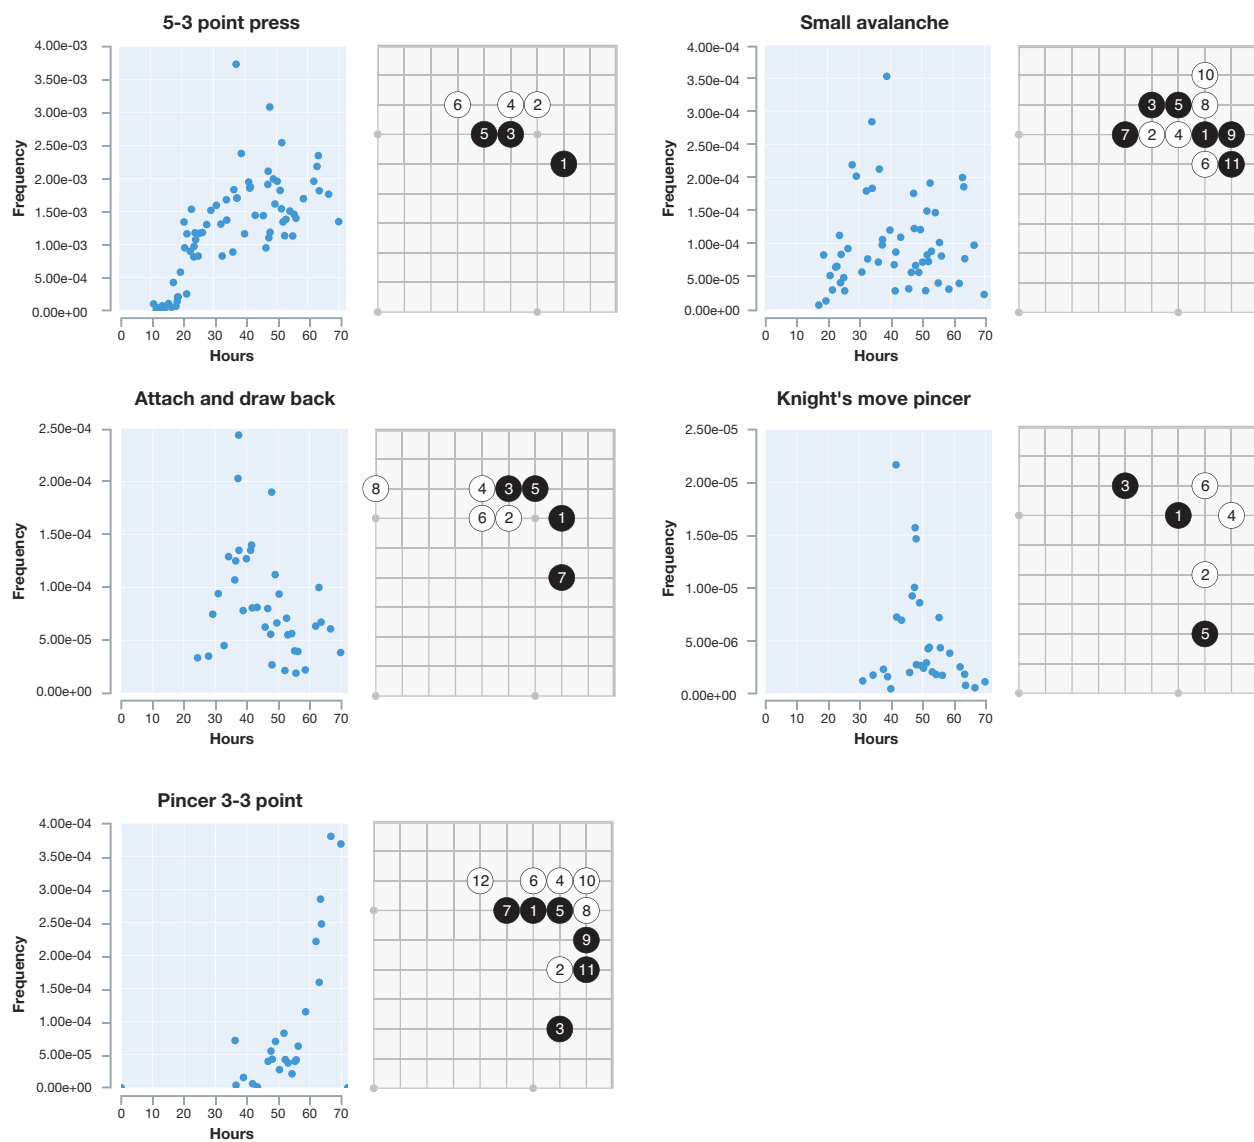 5-3 point press
Frequency
4.00e-03
3.50e-03
3.00e-03
2.50e-03
2.00e-03
1.50e-03
1.00e-03
5.00e-04
0.00e+00
0 10 20 30 40 50 60 70
Hours
6 4 2
5 3
1
Small avalanche
Frequency
4.00e-04
3.50e-04
3.00e-04
2.50e-04
2.00e-04
1.50e-04
1.00e-04
5.00e-05
0.00e+00
0 10 20 30 40 50 60 70
Hours
10
3 5 8
7 2 4 1 9
6 11
Attach and draw back
Frequency
2.50e-04
2.00e-04
1.50e-04
1.00e-04
5.00e-05
0.00e+00
0 10 20 30 40 50 60 70
Hours
8 4 3 5
6 2 1
7
Knight's move pincer
Frequency
2.50e-05
2.00e-05
1.50e-05
1.00e-05
5.00e-06
0.00e+00
0 10 20 30 40 50 60 70
Hours
3 6
1 4
2
5
Pincer 3-3 point
Frequency
4.00e-04
3.50e-04
3.00e-04
2.50e-04
2.00e-04
1.50e-04
1.00e-04
5.00e-05
0.00e+00
0 10 20 30 40 50 60 70
Hours
12 6 4 10
7 1 5 8
9
2 11
3